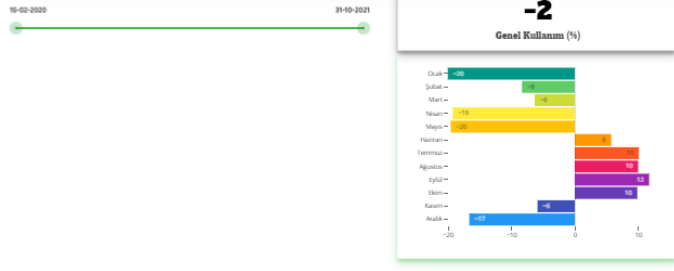 15-02-2020 31-10-2021
-2
Genel Kullanım (%)
Ocak -20
Şubat -8
Mart -6
Nisan -19
Mayıs -20
Haziran 6
Temmuz 10
Ağustos 10
Eylül 12
Ekim 10
Kasım -6
Aralık -17
-20 -10 0 10